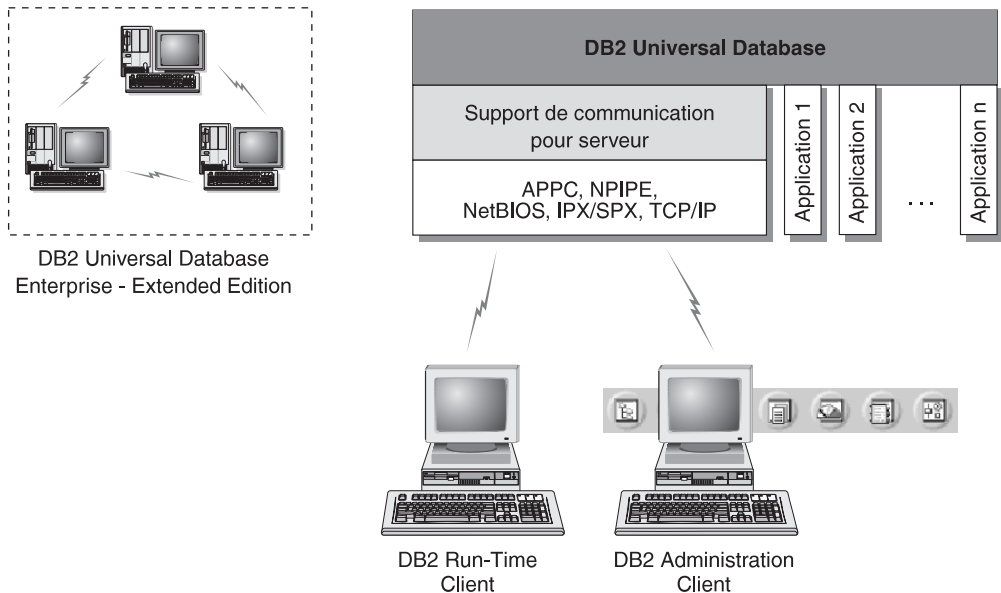 DB2 Universal Database
Enterprise - Extended Edition
DB2 Universal Database
Support de communication
pour serveur
APPC, NPIPE,
NetBIOS, IPX/SPX, TCP/IP
Application 1
Application 2
...
Application n
DB2 Run-Time
Client
DB2 Administration
Client